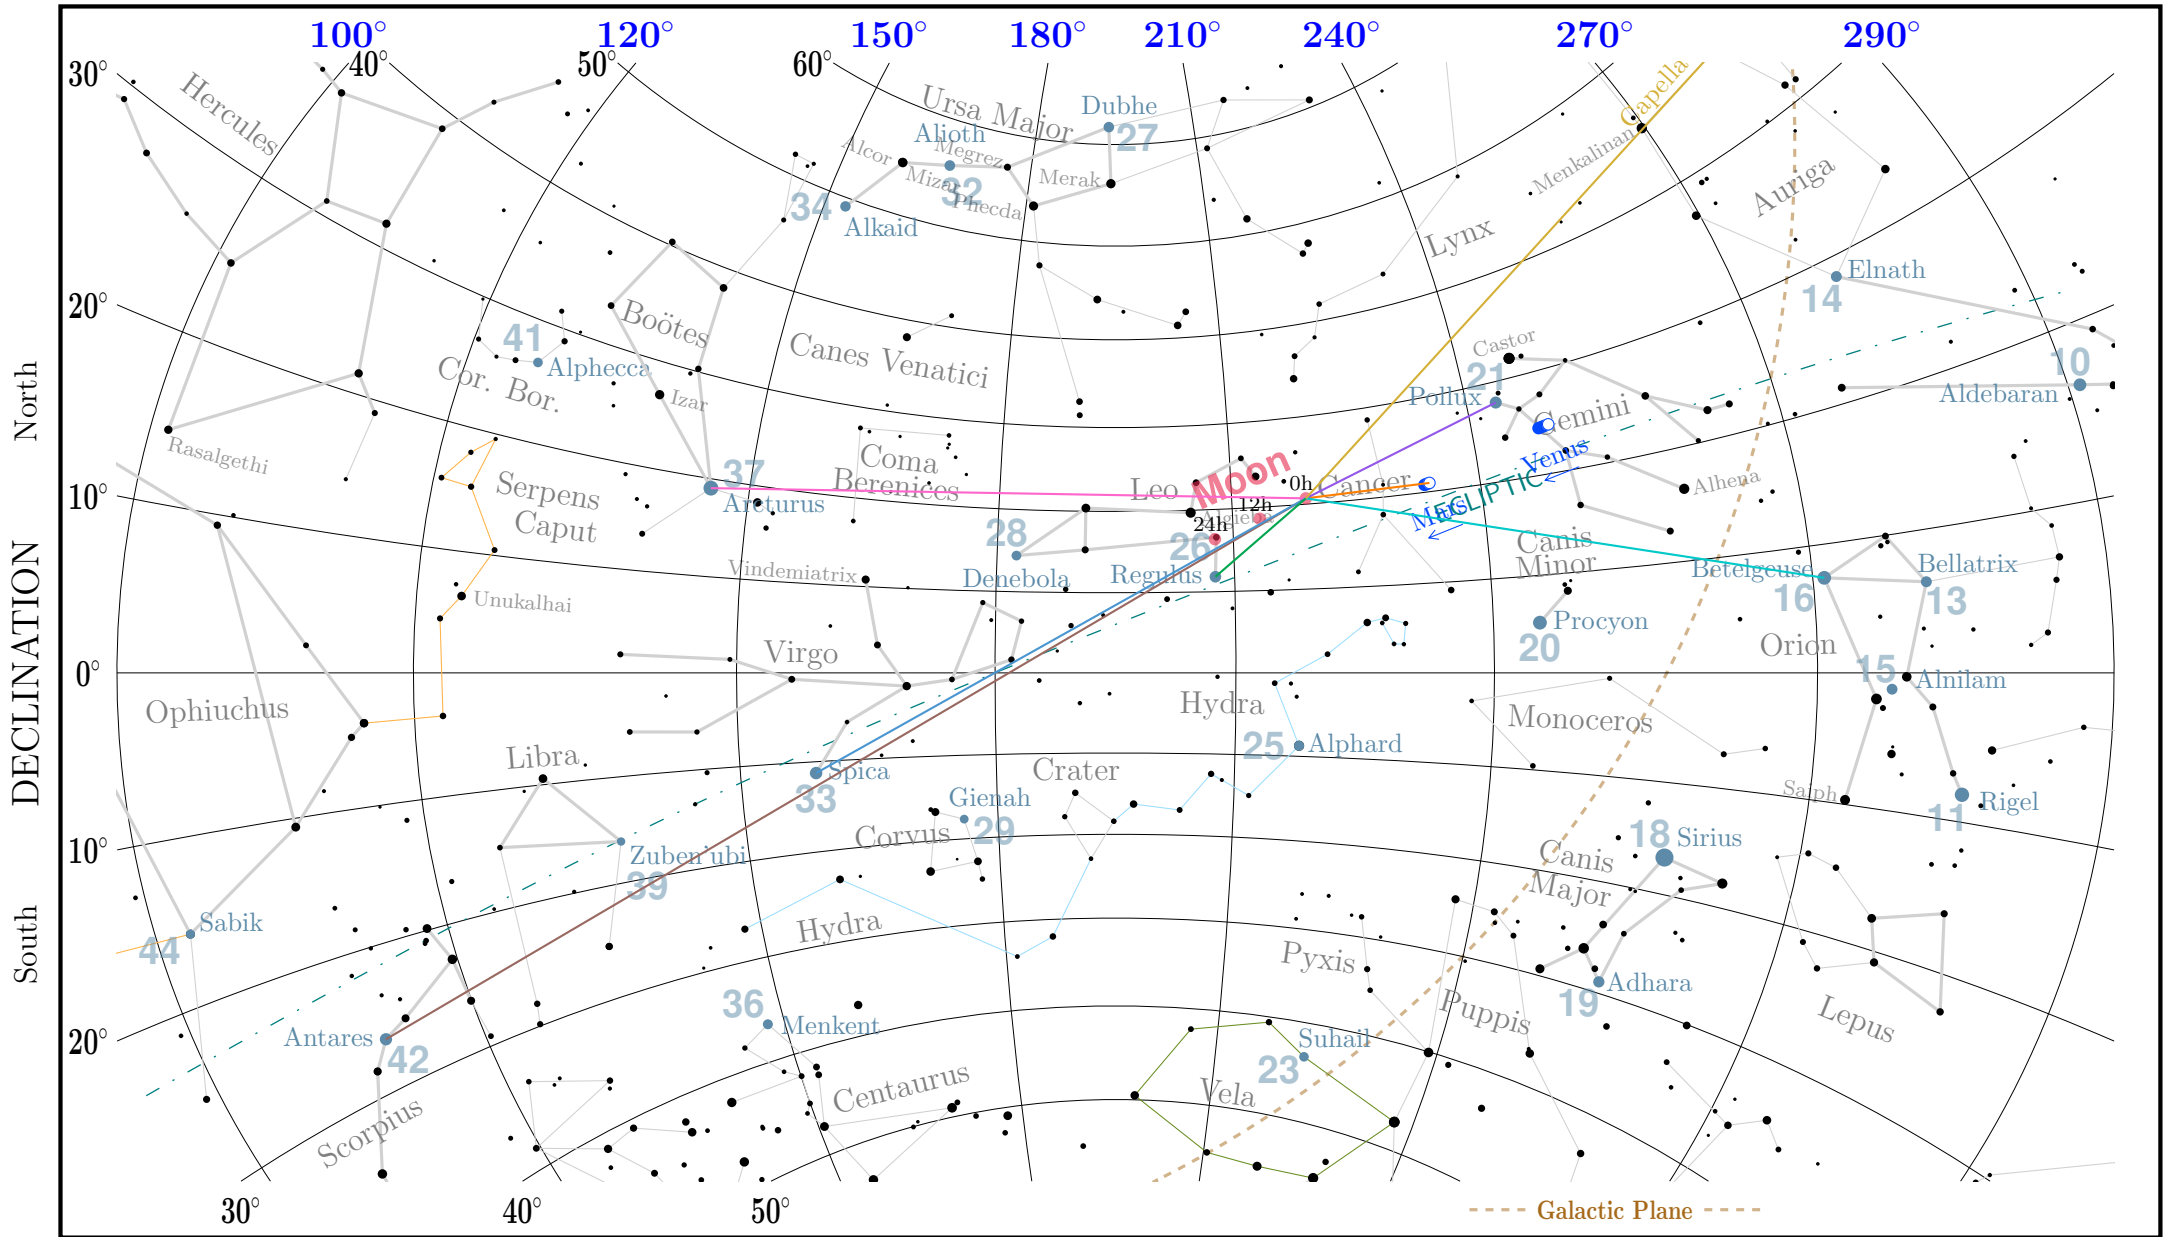 100° 120° 150° 180° 210° 240° 270° 290°
30° 40° 50° 60°
Hercules
Ursa Major
Dubhe
27
Capella
Alioth
Alcor
Megrez
Mizar
32
Phecda
Merak
Menkalinan
Auriga
34
Alkaid
Lynx
Elnath
14
20°
Boötes
41
Alphecca
Cor. Bor.
Canes Venatici
Izar
Castor
21
Pollux
Gemini
10
Aldebaran
North
Rasalgethi
Serpens
Caput
37
Arcturus
Coma
Berenices
Leo
Moon
0h
12h
24h
Cancer
Algieba
Venus
Mars
ECLIPTIC
Alhena
10°
28
Denebola
26
Regulus
Canis
Minor
Betelgeuse
16
Bellatrix
13
Vindemiatrix
Unukalhai
Procyon
20
Orion
15
Alnilam
0°
DECLINATION
Virgo
Ophiuchus
Hydra
Monoceros
25
Alphard
Libra
Spica
33
Crater
Gienah
29
Corvus
Saiph
11
Rigel
10°
Zuben'ubi
39
18
Sirius
Canis
Major
South
Sabik
44
Hydra
Pyxis
Puppis
Adhara
19
Lepus
20°
Antares
42
36
Menkent
Suhail
23
Vela
Centaurus
Scorpius
30° 40° 50°
Galactic Plane